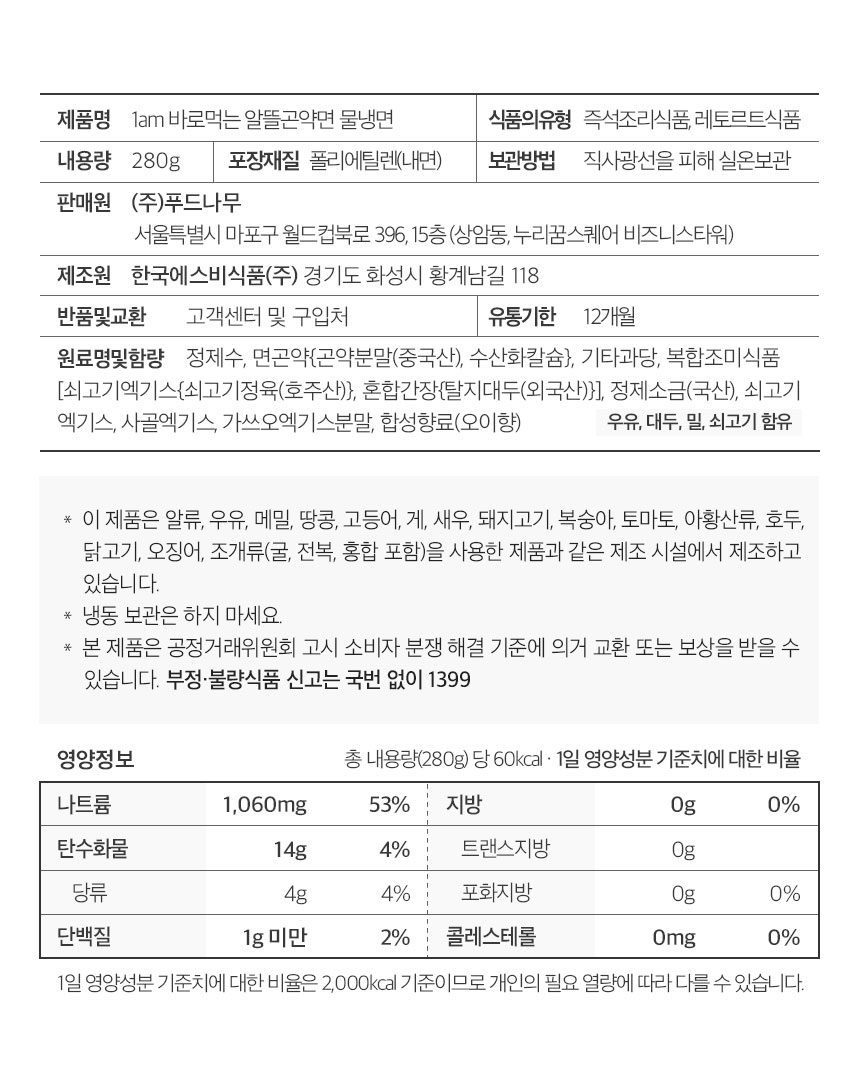 제품명 1am 바로먹는 알뜰곤약면 물냉면 식품의유형 즉석조리식품, 레토르트식품
내용량 280g 포장재질 폴리에틸렌(내면) 보관방법 직사광선을 피해 실온보관
판매원 (주)푸드나무
서울특별시 마포구 월드컵북로 396, 15층 (상암동, 누리꿈스퀘어 비즈니스타워)
제조원 한국에스비식품(주) 경기도 화성시 황계남길 118
반품및교환 고객센터 및 구입처 유통기한 12개월
원료명및함량 정제수, 면곤약{곤약분말(중국산), 수산화칼슘}, 기타과당, 복합조미식품
[쇠고기엑기스{쇠고기정육(호주산)}, 혼합간장{탈지대두(외국산)}], 정제소금(국산), 쇠고기
엑기스, 사골엑기스, 가쓰오엑기스분말, 합성향료(오이향) 우유, 대두, 밀, 쇠고기 함유
* 이 제품은 알류, 우유, 메밀, 땅콩, 고등어, 게, 새우, 돼지고기, 복숭아, 토마토, 아황산류, 호두,
닭고기, 오징어, 조개류(굴, 전복, 홍합 포함)을 사용한 제품과 같은 제조 시설에서 제조하고
있습니다.
* 냉동 보관은 하지 마세요.
* 본 제품은 공정거래위원회 고시 소비자 분쟁 해결 기준에 의거 교환 또는 보상을 받을 수
있습니다. 부정·불량식품 신고는 국번 없이 1399
영양정보 총 내용량(280g) 당 60kcal · 1일 영양성분 기준치에 대한 비율
나트륨 1,060mg 53% 지방 0g 0%
탄수화물 14g 4% 트랜스지방 0g
당류 4g 4% 포화지방 0g 0%
단백질 1g 미만 2% 콜레스테롤 0mg 0%
1일 영양성분 기준치에 대한 비율은 2,000kcal 기준이므로 개인의 필요 열량에 따라 다를 수 있습니다.